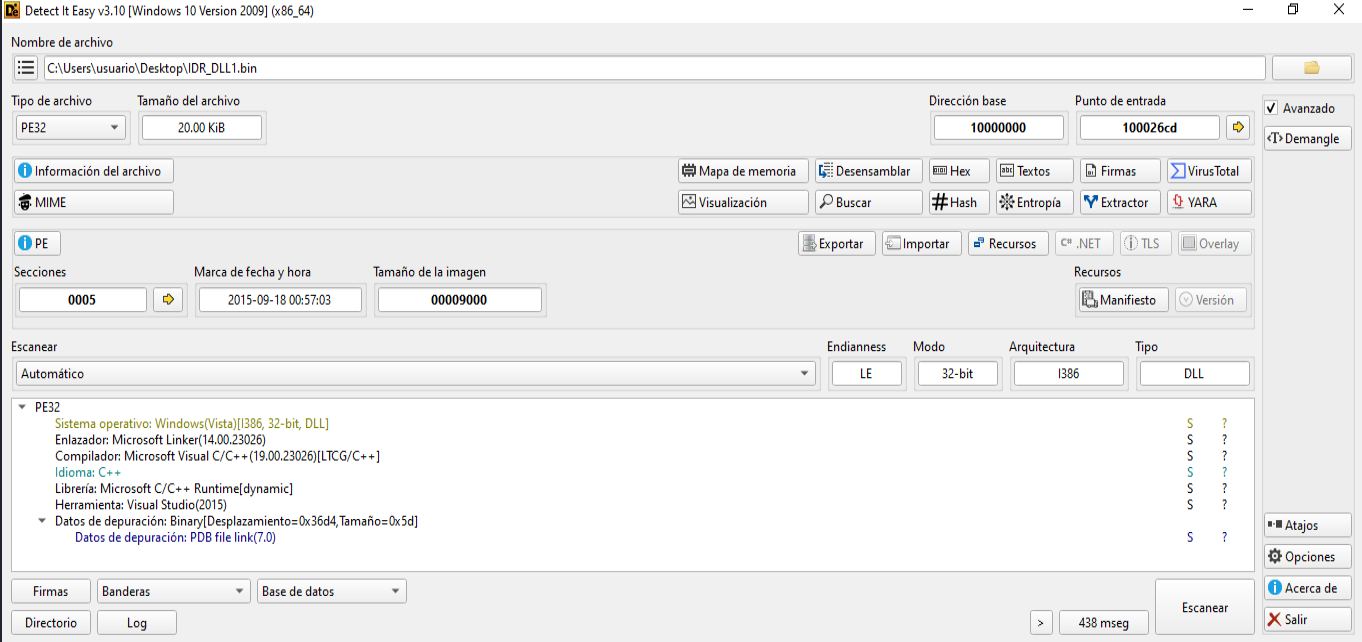 Detect It Easy v3.10 [Windows 10 Version 2009] (x86_64)
Nombre de archivo
C:\Users\usuario\Desktop\IDR_DLL1.bin
Tipo de archivo Tamaño del archivo Dirección base Punto de entrada
PE32 20.00 KiB 10000000 100026cd
Avanzado
Demangle
Información del archivo Mapa de memoria Desensamblar Hex Textos Firmas VirusTotal
MIME Visualización Buscar Hash Entropía Extractor YARA
PE Exportar Importar Recursos C# .NET TLS Overlay
Secciones Marca de fecha y hora Tamaño de la imagen Recursos
0005 2015-09-18 00:57:03 00009000 Manifiesto Versión
Escanear Endianness Modo Arquitectura Tipo
Automático LE 32-bit I386 DLL
PE32
Sistema operativo: Windows(Vista)[I386, 32-bit, DLL] S ?
Enlazador: Microsoft Linker(14.00.23026) S ?
Compilador: Microsoft Visual C/C++(19.00.23026)[LTCG/C++] S ?
Idioma: C++ S ?
Librería: Microsoft C/C++ Runtime[dynamic] S ?
Herramienta: Visual Studio(2015) S ?
Datos de depuración: Binary[Desplazamiento=0x36d4,Tamaño=0x5d]
Datos de depuración: PDB file link(7.0) S ?
Atajos
Opciones
Acerca de
Salir
Firmas Banderas Base de datos Escanear
Directorio Log > 438 mseg